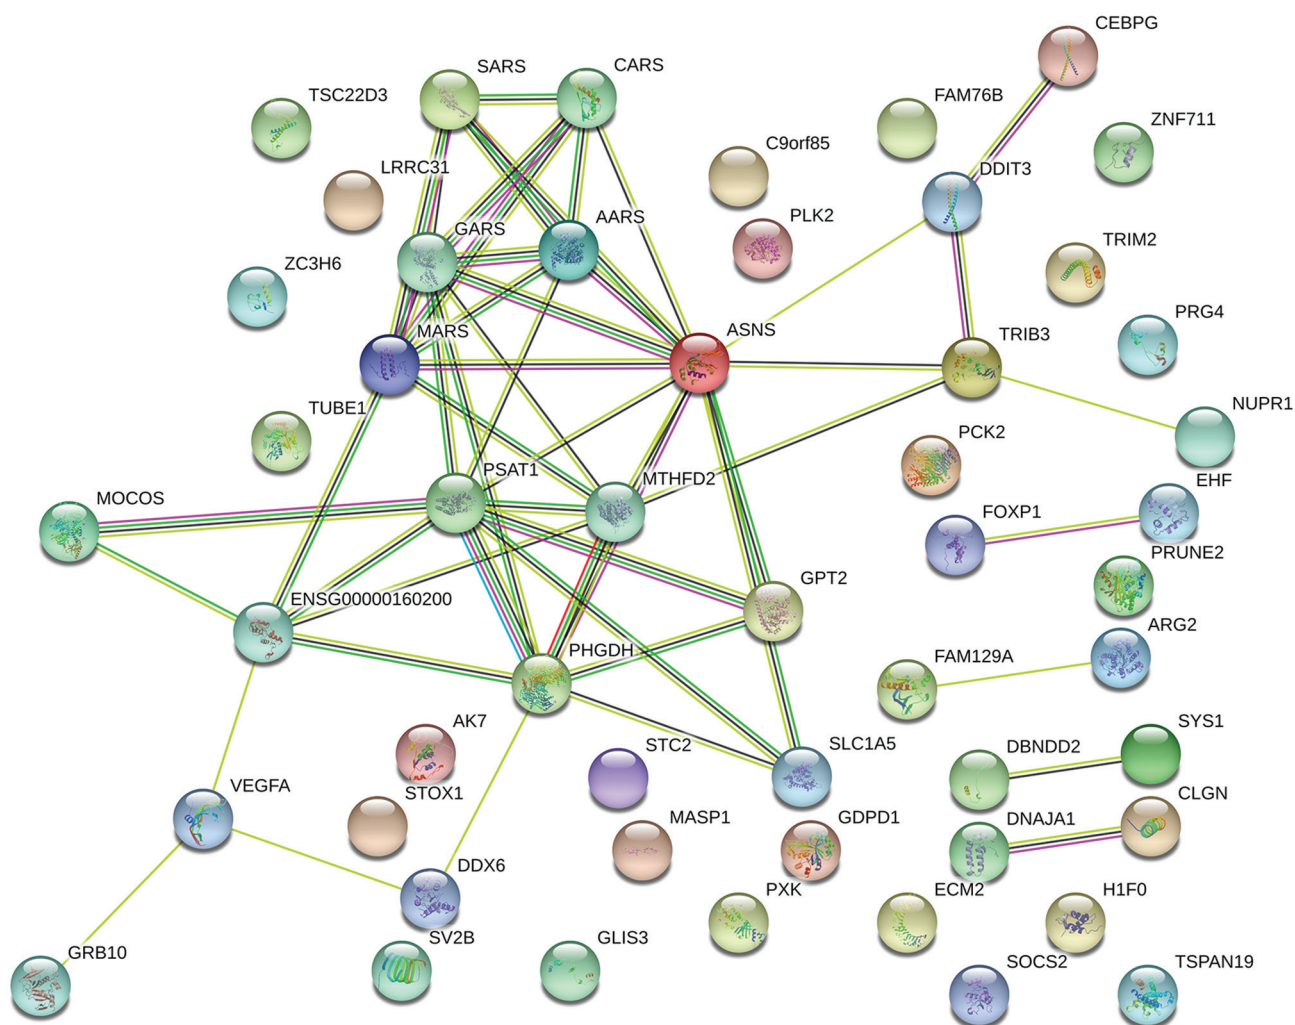 CEBPG
SARS
CARS
TSC22D3
FAM76B
ZNF711
C9orf85
LRRC31
DDIT3
AARS
PLK2
GARS
TRIM2
ZC3H6
PRG4
MARS
ASNS
TRIB3
NUPR1
TUBE1
PCK2
PSAT1
MTHFD2
EHF
MOCOS
FOXP1
PRUNE2
GPT2
ENSG00000160200
ARG2
PHGDH
FAM129A
AK7
SYS1
STC2
SLC1A5
DBNDD2
VEGFA
STOX1
CLGN
MASP1
GDPD1
DNAJA1
DDX6
PXK
ECM2
H1F0
SV2B
GLIS3
GRB10
SOCS2
TSPAN19